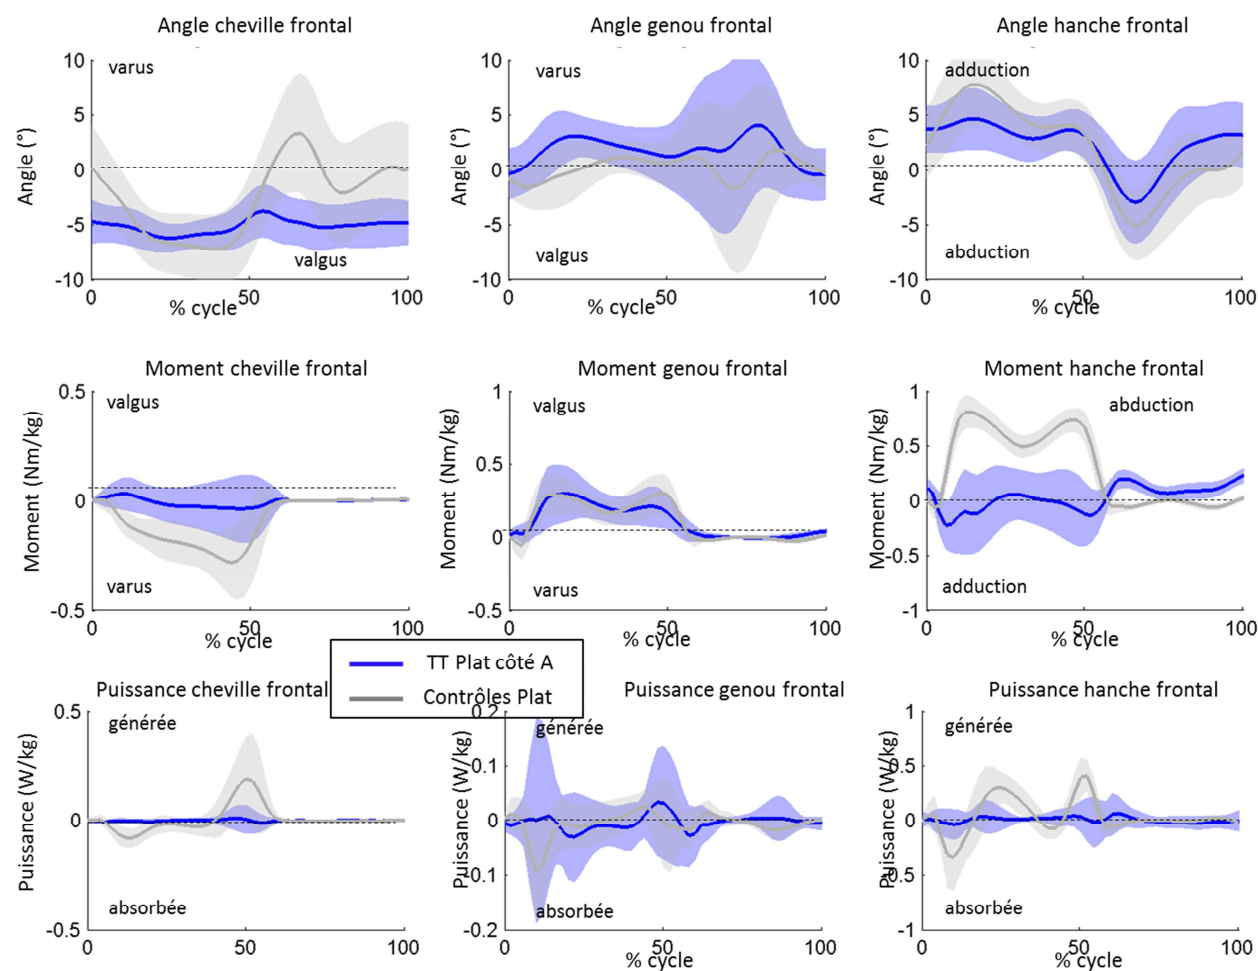 Angle cheville frontal
Angle genou frontal
Angle hanche frontal
10
5
0
-5
-10
Angle (°)
varus
valgus
0
50
100
% cycle
10
5
0
-5
-10
Angle (°)
varus
valgus
0
50
100
% cycle
10
5
0
-5
-10
Angle (°)
adduction
abduction
0
50
100
% cycle
Moment cheville frontal
Moment genou frontal
Moment hanche frontal
0.5
0
-0.5
Moment (Nm/kg)
valgus
varus
0
50
100
% cycle
1
0.5
0
-0.5
Moment (Nm/kg)
valgus
varus
0
50
100
% cycle
1
0.5
0
-0.5
-1
Moment (Nm/kg)
abduction
adduction
0
50
100
% cycle
TT Plat côté A
Contrôles Plat
Puissance cheville frontal
Puissance genou frontal
Puissance hanche frontal
0.5
0
-0.5
Puissance (W/kg)
générée
absorbée
0
50
100
0.2
0.1
0
-0.1
-0.2
Puissance (W/kg)
générée
absorbée
0
50
100
% cycle
1
0.5
0
-0.5
-1
Puissance (W/kg)
générée
absorbée
0
50
100
% cycle